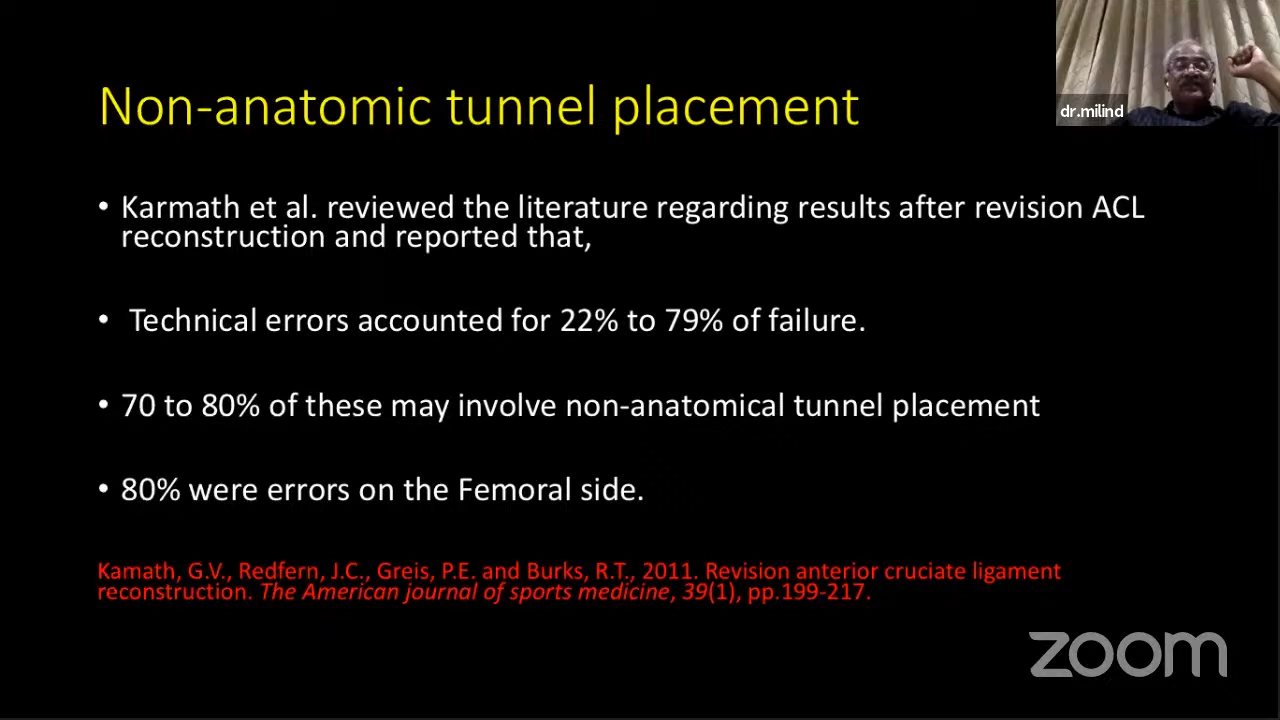 Non-anatomic tunnel placement
dr.milind
• Karmath et al. reviewed the literature regarding results after revision ACL
reconstruction and reported that,
• Technical errors accounted for 22% to 79% of failure.
• 70 to 80% of these may involve non-anatomical tunnel placement
• 80% were errors on the Femoral side.
Kamath, G.V., Redfern, J.C., Greis, P.E. and Burks, R.T., 2011. Revision anterior cruciate ligament
reconstruction. The American journal of sports medicine, 39(1), pp.199-217.
zoom